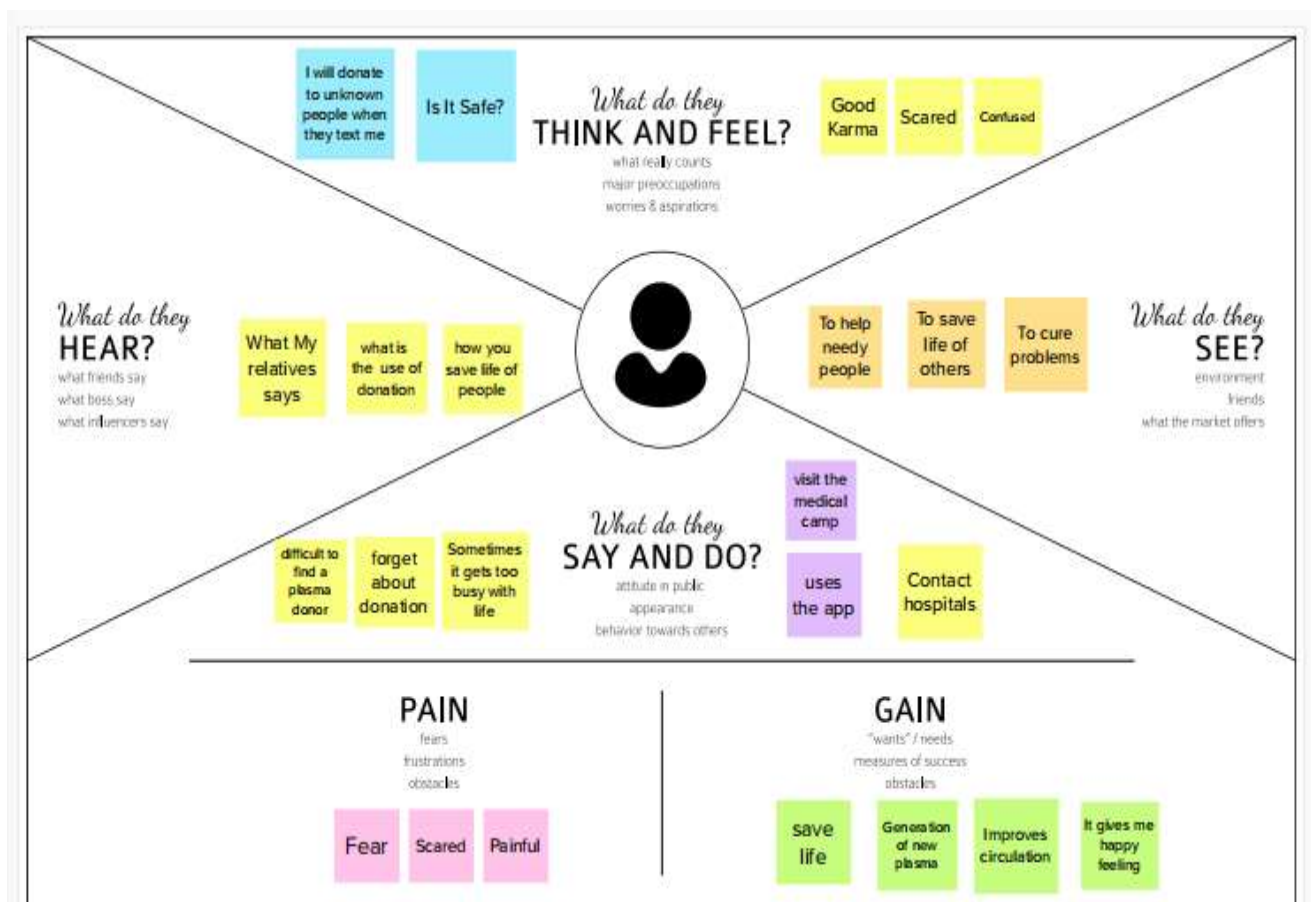 I will donate
to unknown
people when
they text me
Is It Safe?
What do they
THINK AND FEEL?
what really counts
major preoccupations
worries & aspirations
Good
Karma
Scared
Confused
What do they
HEAR?
what friends say
what boss say
what influencers say
What My
relatives
says
what is
the use of
donation
how you
save life of
people
To help
needy
people
To save
life of
others
To cure
problems
What do they
SEE?
environment
friends
what the market offers
difficult to
find a
plasma
donor
forget
about
donation
Sometimes
it gets too
busy with
life
What do they
SAY AND DO?
attitude in public
appearance
behavior towards others
visit the
medical
camp
uses
the app
Contact
hospitals
PAIN
fears
frustrations
obstacles
Fear
Scared
Painful
GAIN
"wants" / needs
measures of success
obstacles
save
life
Generation
of new
plasma
Improves
circulation
It gives me
happy
feeling